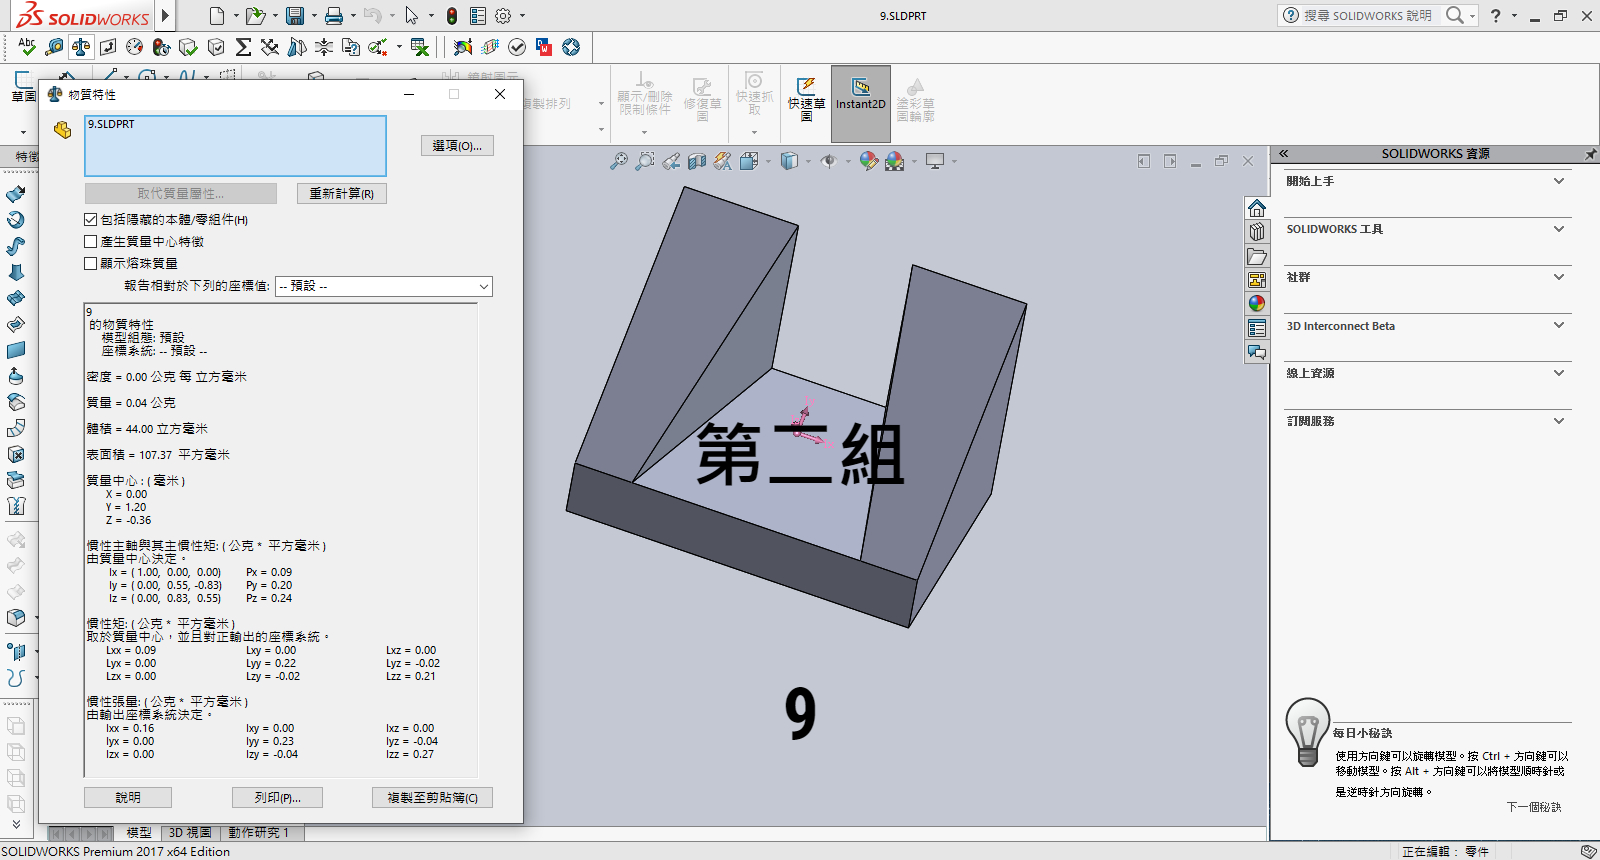 SOLIDWORKS
9.SLDPRT
搜尋 SOLIDWORKS 說明
草圖
複製排列
顯示/刪除
限制條件
修復草
圖
快速抓
取
快速草
圖
Instant2D
塗彩草
圖輪廓
特徵
物質特性
9.SLDPRT
選項(O)...
取代質量屬性...
重新計算(R)
包括隱藏的本體/零組件(H)
產生質量中心特徵
顯示熔珠質量
報告相對於下列的座標值:
-- 預設 --
9
的物質特性
模型組態: 預設
座標系統: -- 預設 --
密度 = 0.00 公克 每 立方毫米
質量 = 0.04 公克
體積 = 44.00 立方毫米
表面積 = 107.37 平方毫米
質量中心 : ( 毫米 )
X = 0.00
Y = 1.20
Z = -0.36
慣性主軸與其主慣性矩: ( 公克 * 平方毫米 )
由質量中心決定。
Ix = ( 1.00, 0.00, 0.00) Px = 0.09
Iy = ( 0.00, 0.55, -0.83) Py = 0.20
Iz = ( 0.00, 0.83, 0.55) Pz = 0.24
慣性矩: ( 公克 * 平方毫米 )
取於質量中心，並且對正輸出的座標系統。
Lxx = 0.09 Lxy = 0.00 Lxz = 0.00
Lyx = 0.00 Lyy = 0.22 Lyz = -0.02
Lzx = 0.00 Lzy = -0.02 Lzz = 0.21
慣性張量: ( 公克 * 平方毫米 )
由輸出座標系統決定。
Ixx = 0.16 Ixy = 0.00 Ixz = 0.00
Iyx = 0.00 Iyy = 0.23 Iyz = -0.04
Izx = 0.00 Izy = -0.04 Izz = 0.27
說明
列印(P)...
複製至剪貼簿(C)
第二組
9
SOLIDWORKS 資源
開始上手
SOLIDWORKS 工具
社群
3D Interconnect Beta
線上資源
訂閱服務
每日小秘訣
使用方向鍵可以旋轉模型。按 Ctrl + 方向鍵可以
移動模型。按 Alt + 方向鍵可以將模型順時針或
是逆時針方向旋轉。
下一個秘訣
模型
3D 視圖
動作研究 1
SOLIDWORKS Premium 2017 x64 Edition
正在編輯： 零件